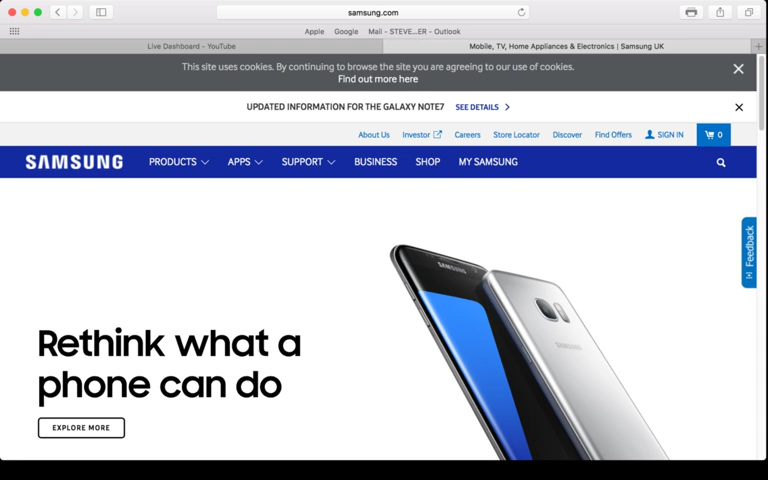 samsung.com
Apple Google Mail - STEVE...ER - Outlook
Live Dashboard - YouTube
Mobile, TV, Home Appliances & Electronics | Samsung UK
This site uses cookies. By continuing to browse the site you are agreeing to our use of cookies.
Find out more here
UPDATED INFORMATION FOR THE GALAXY NOTE7 SEE DETAILS
About Us Investor Careers Store Locator Discover Find Offers SIGN IN 0
SAMSUNG PRODUCTS APPS SUPPORT BUSINESS SHOP MY SAMSUNG
Feedback
SAMSUNG
SAMSUNG
Rethink what a
phone can do
EXPLORE MORE